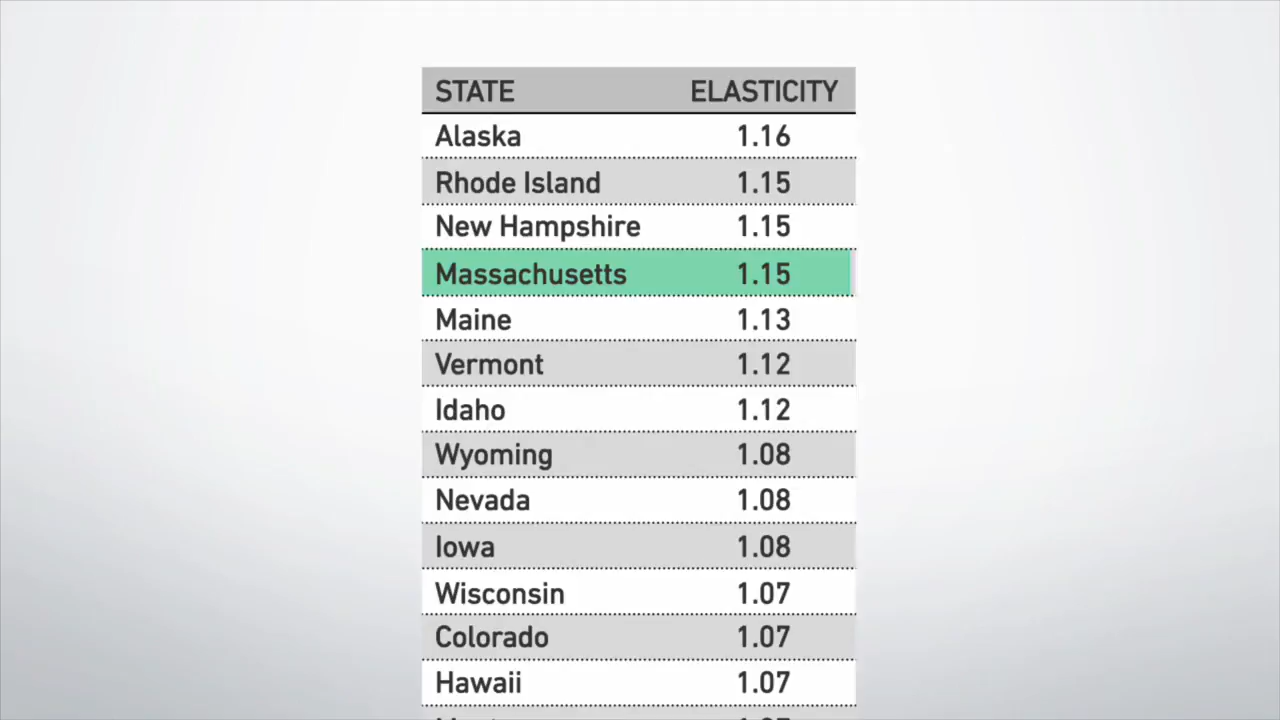 STATE ELASTICITY
Alaska 1.16
Rhode Island 1.15
New Hampshire 1.15
Massachusetts 1.15
Maine 1.13
Vermont 1.12
Idaho 1.12
Wyoming 1.08
Nevada 1.08
Iowa 1.08
Wisconsin 1.07
Colorado 1.07
Hawaii 1.07